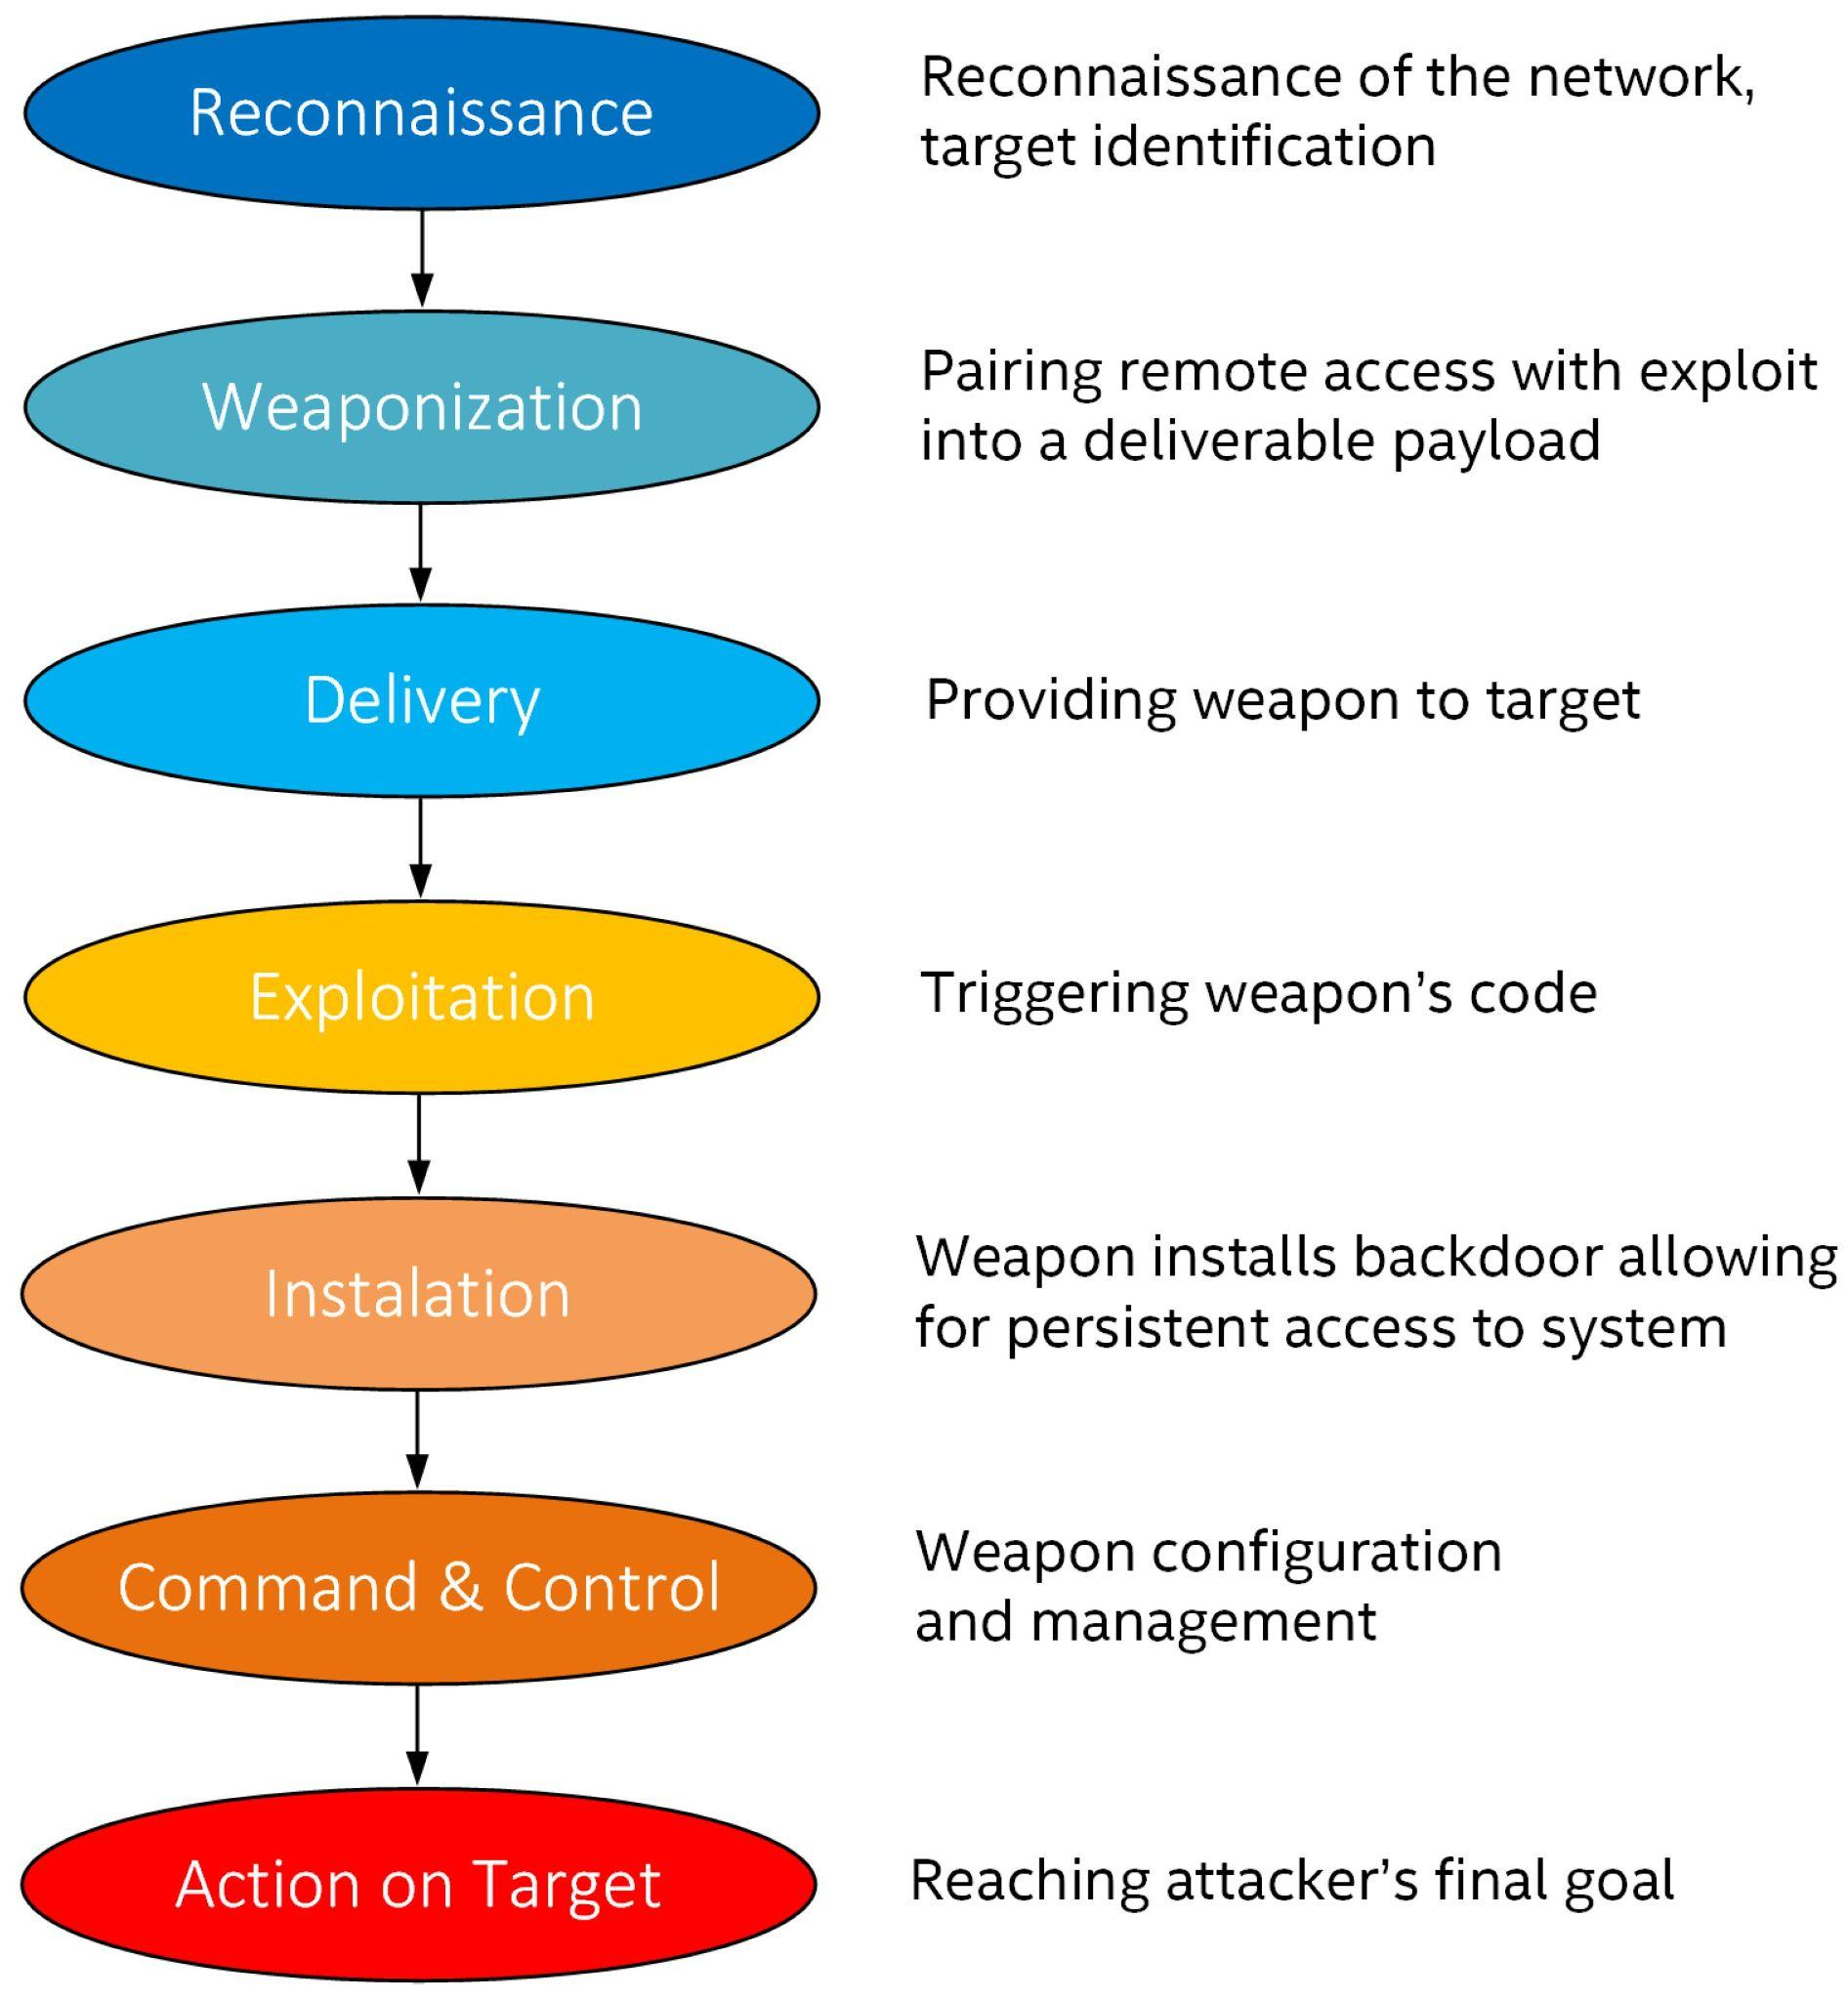 Reconnaissance
Reconnaissance of the network,
target identification
Weaponization
Pairing remote access with exploit
into a deliverable payload
Delivery
Providing weapon to target
Exploitation
Triggering weapon’s code
Instalation
Weapon installs backdoor allowing
for persistent access to system
Command & Control
Weapon configuration
and management
Action on Target
Reaching attacker’s final goal